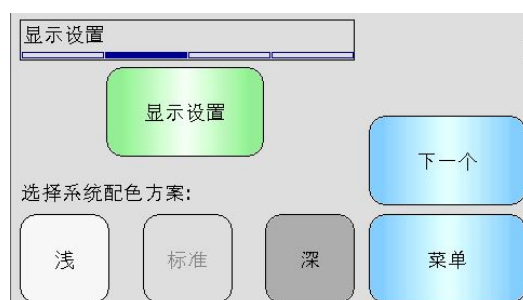 显示设置
显示设置
下一个
选择系统配色方案:
浅
标准
深
菜单